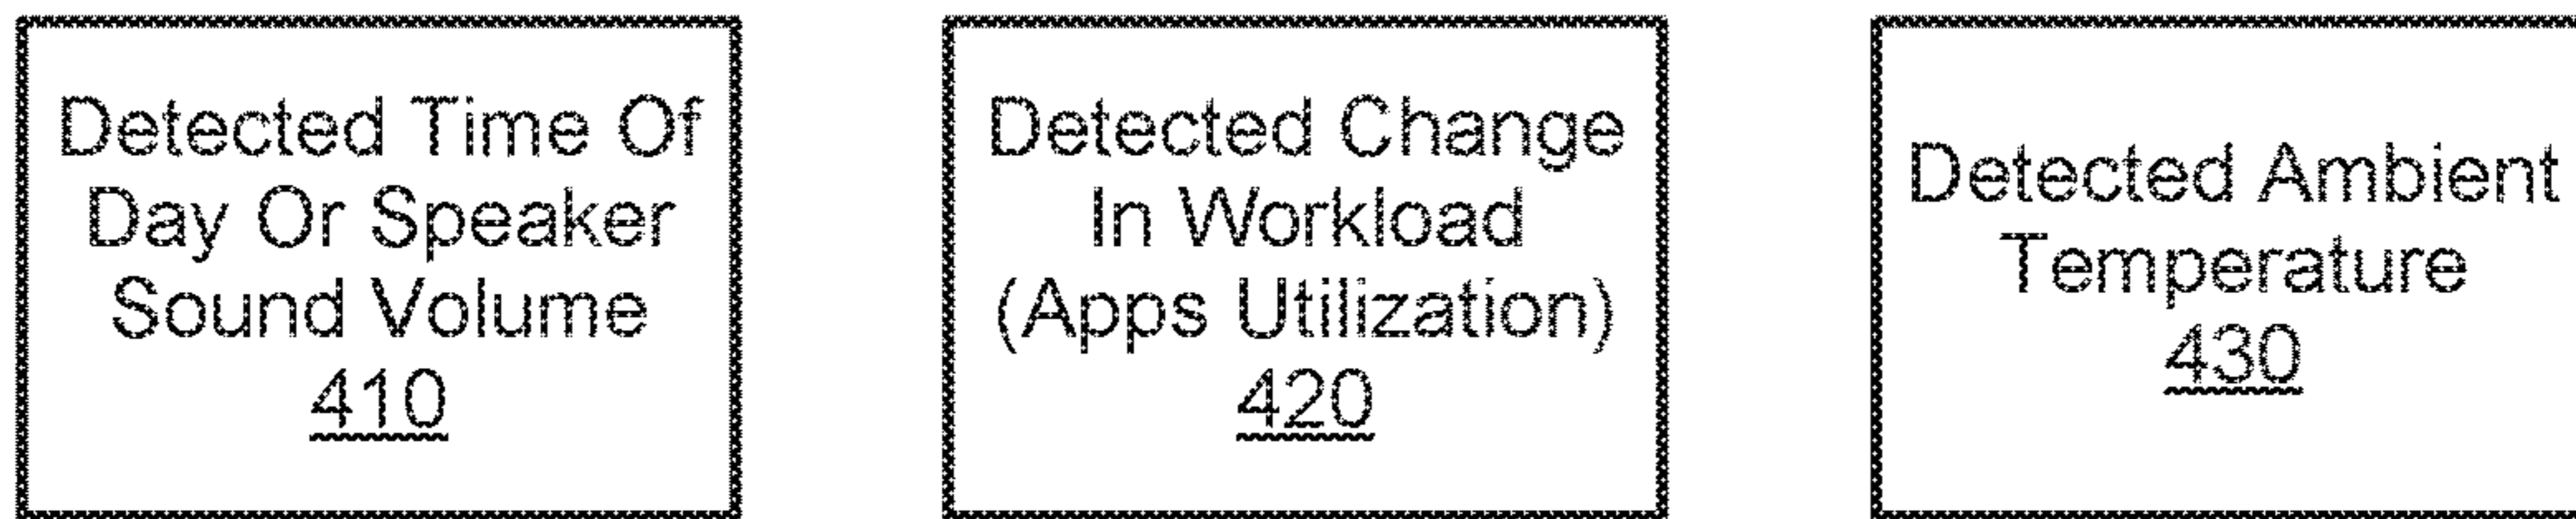 Detected Time Of
Day Or Speaker
Sound Volume
410
Detected Change
In Workload
(Apps Utilization)
420
Detected Ambient
Temperature
430